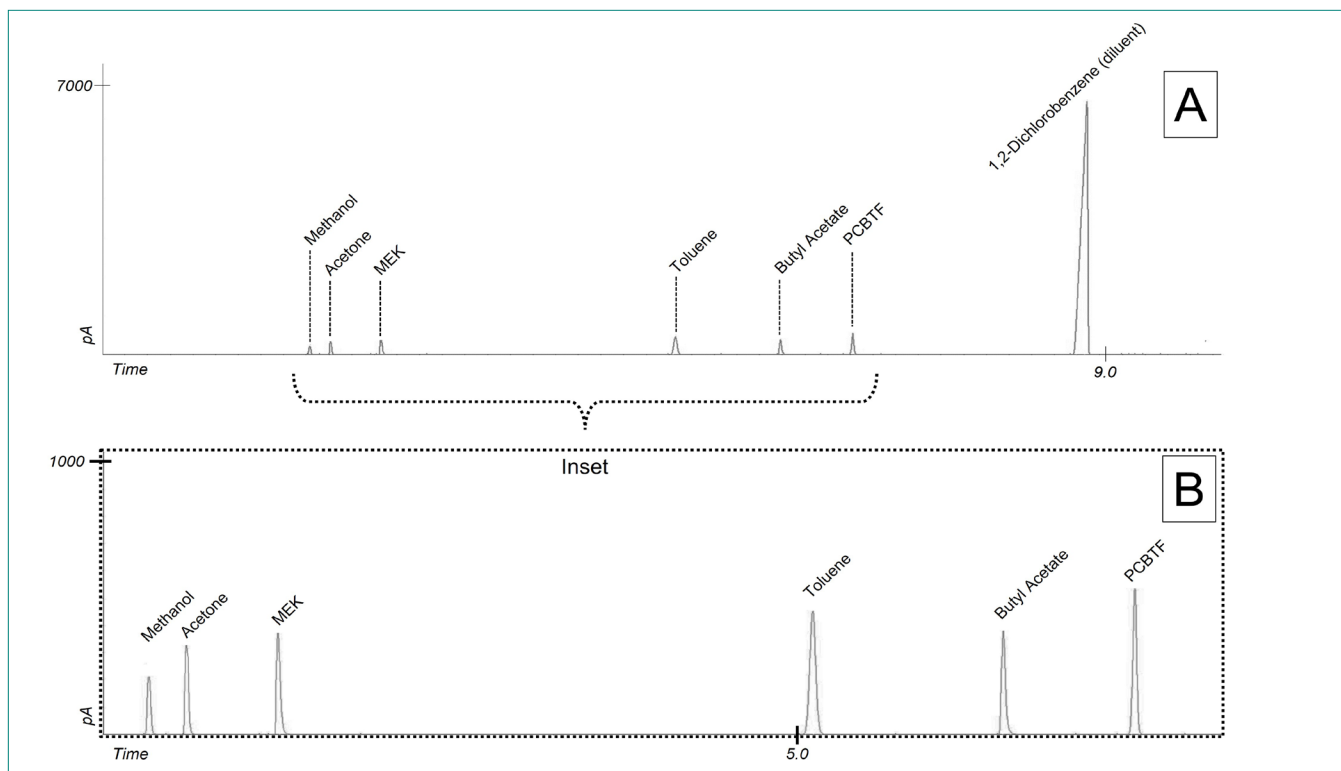 7000
pA
Time
Methanol
Acetone
MEK
Toluene
Butyl Acetate
PCBTF
1,2-Dichlorobenzene (diluent)
9.0
A
1000
Inset
B
pA
Time
Methanol
Acetone
MEK
Toluene
Butyl Acetate
PCBTF
5.0